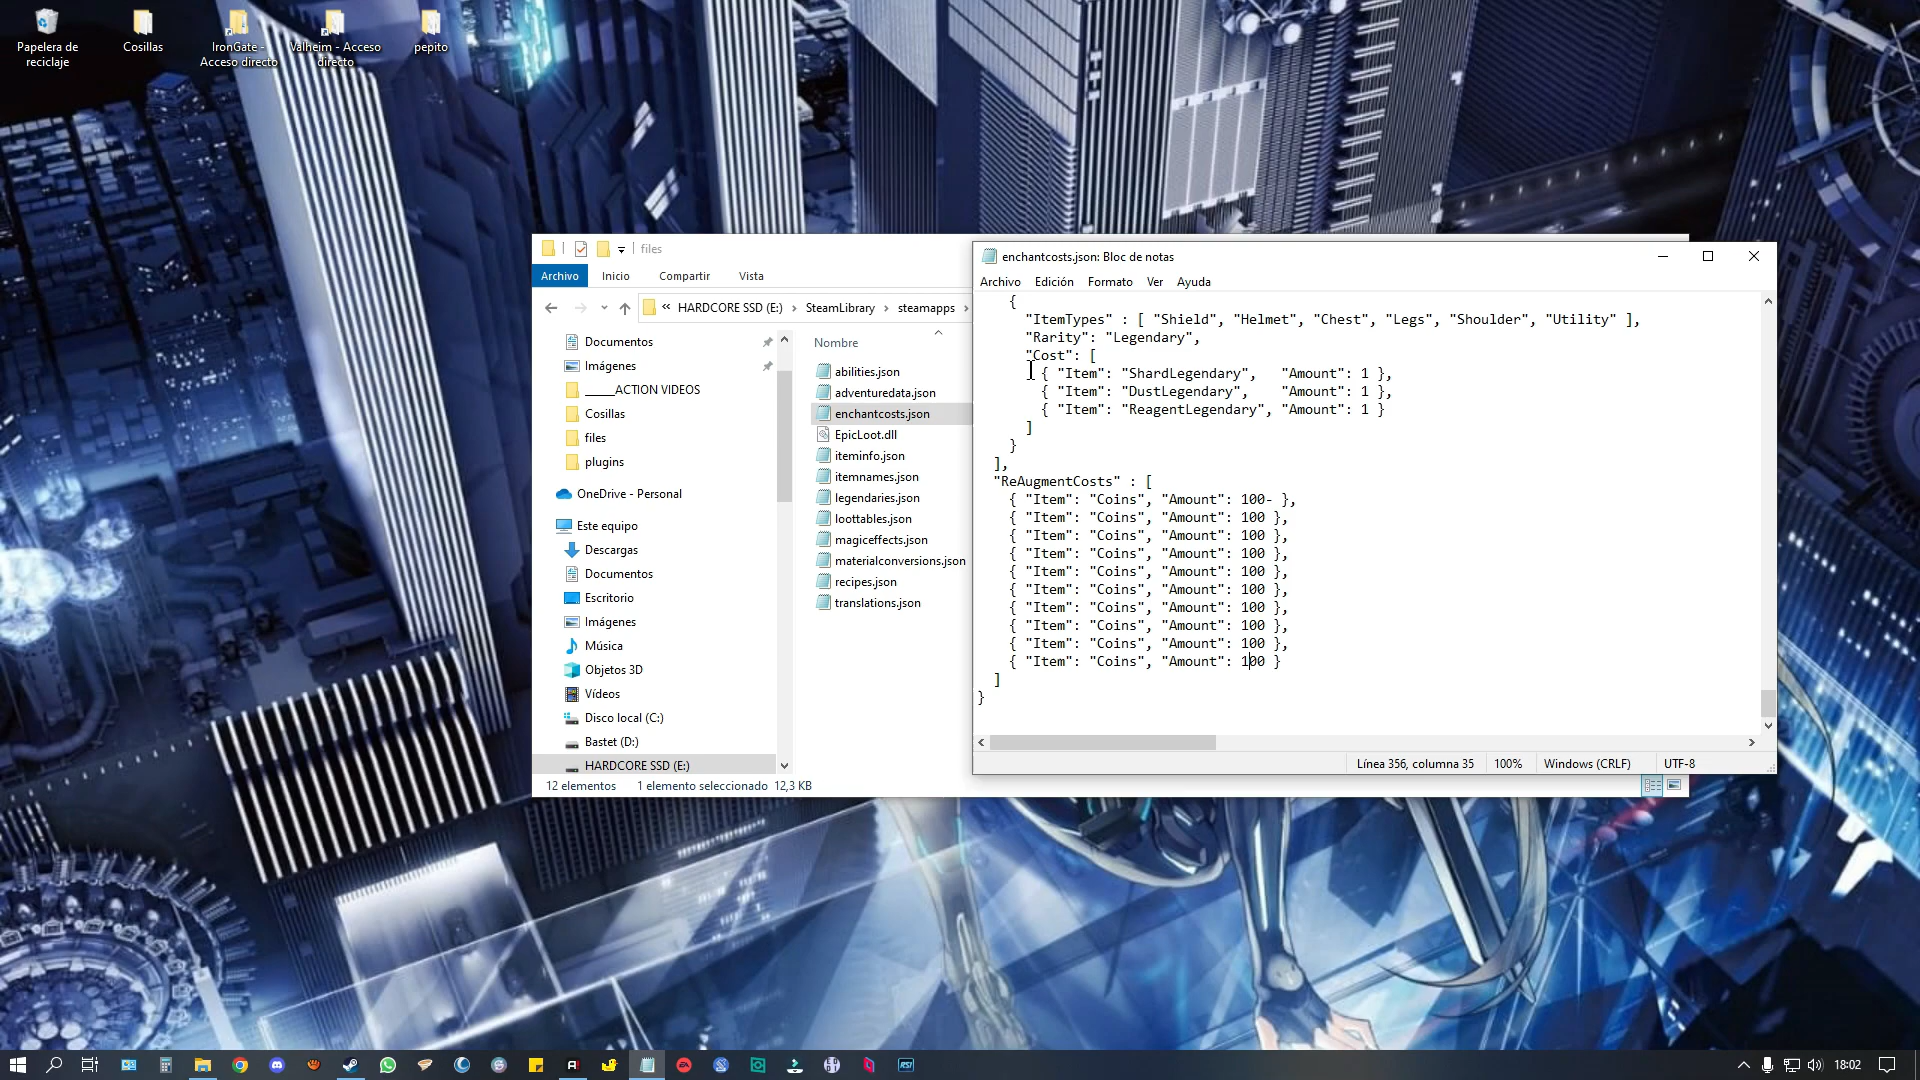 Papelera de
reciclaje
Cosillas
IronGate -
Acceso directo
Valheim - Acceso
directo
pepito
files
Archivo
Inicio
Compartir
Vista
« HARDCORE SSD (E:) › SteamLibrary › steamapps ›
Documentos
Imágenes
_____ACTION VIDEOS
Cosillas
files
plugins
OneDrive - Personal
Este equipo
Descargas
Documentos
Escritorio
Imágenes
Música
Objetos 3D
Vídeos
Disco local (C:)
Bastet (D:)
HARDCORE SSD (E:)
Nombre
abilities.json
adventuredata.json
enchantcosts.json
EpicLoot.dll
iteminfo.json
itemnames.json
legendaries.json
loottables.json
magiceffects.json
materialconversions.json
recipes.json
translations.json
12 elementos 1 elemento seleccionado 12,3 KB
enchantcosts.json: Bloc de notas
Archivo Edición Formato Ver Ayuda
{
"ItemTypes" : [ "Shield", "Helmet", "Chest", "Legs", "Shoulder", "Utility" ],
"Rarity": "Legendary",
"Cost": [
{ "Item": "ShardLegendary", "Amount": 1 },
{ "Item": "DustLegendary", "Amount": 1 },
{ "Item": "ReagentLegendary", "Amount": 1 }
]
}
],
"ReAugmentCosts" : [
{ "Item": "Coins", "Amount": 100- },
{ "Item": "Coins", "Amount": 100 },
{ "Item": "Coins", "Amount": 100 },
{ "Item": "Coins", "Amount": 100 },
{ "Item": "Coins", "Amount": 100 },
{ "Item": "Coins", "Amount": 100 },
{ "Item": "Coins", "Amount": 100 },
{ "Item": "Coins", "Amount": 100 },
{ "Item": "Coins", "Amount": 100 },
{ "Item": "Coins", "Amount": 100 }
]
}
Línea 356, columna 35
100%
Windows (CRLF)
UTF-8
18:02